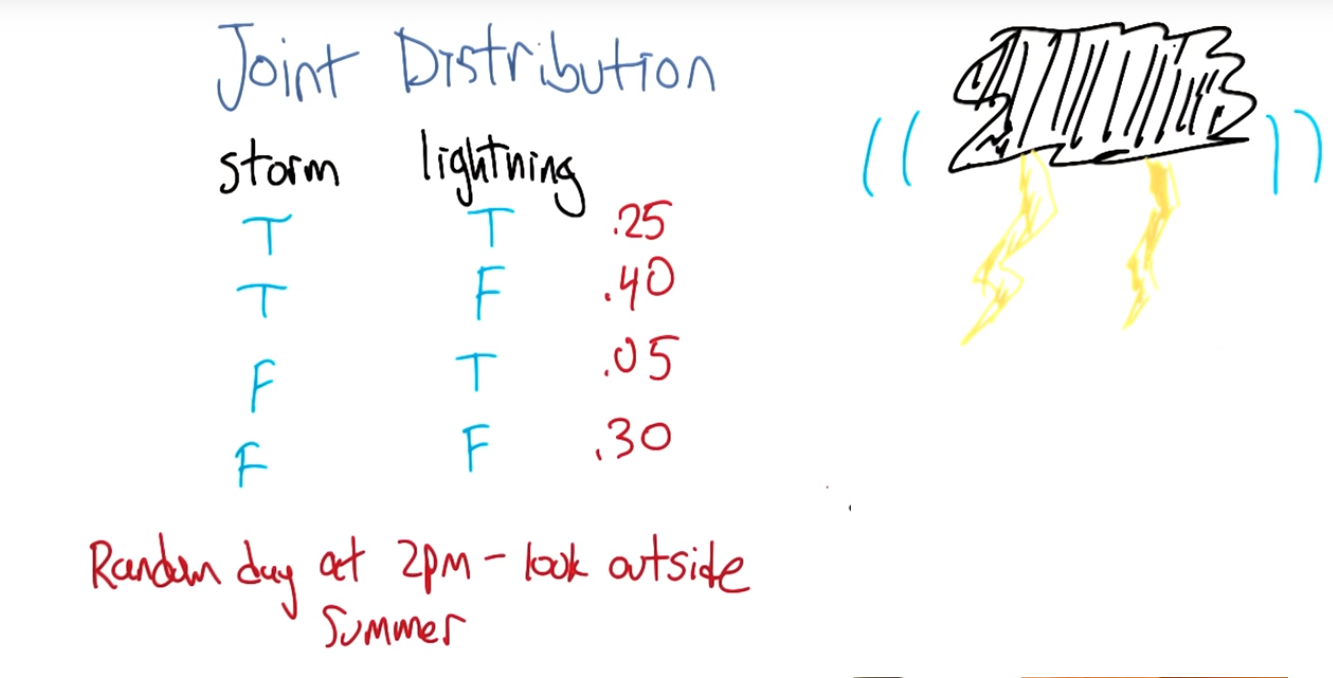 Joint Distribution
storm lightning
T T .25
T F .40
F T .05
F F .30
Random day at 2pm - look outside
Summer